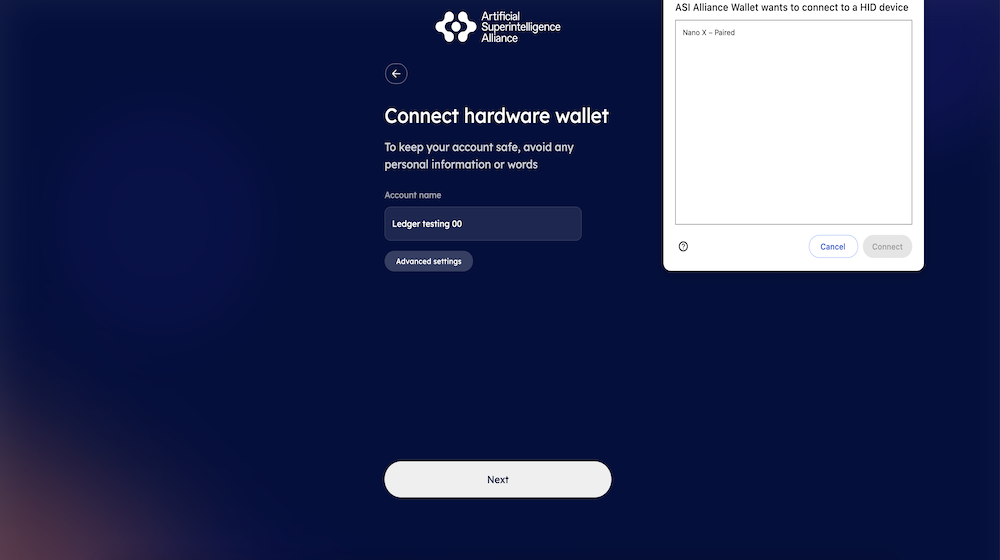 Artificial
Superintelligence
Alliance
Connect hardware wallet
To keep your account safe, avoid any
personal information or words
Account name
Ledger testing 00
Advanced settings
Next
ASI Alliance Wallet wants to connect to a HID device
Nano X – Paired
?
Cancel
Connect